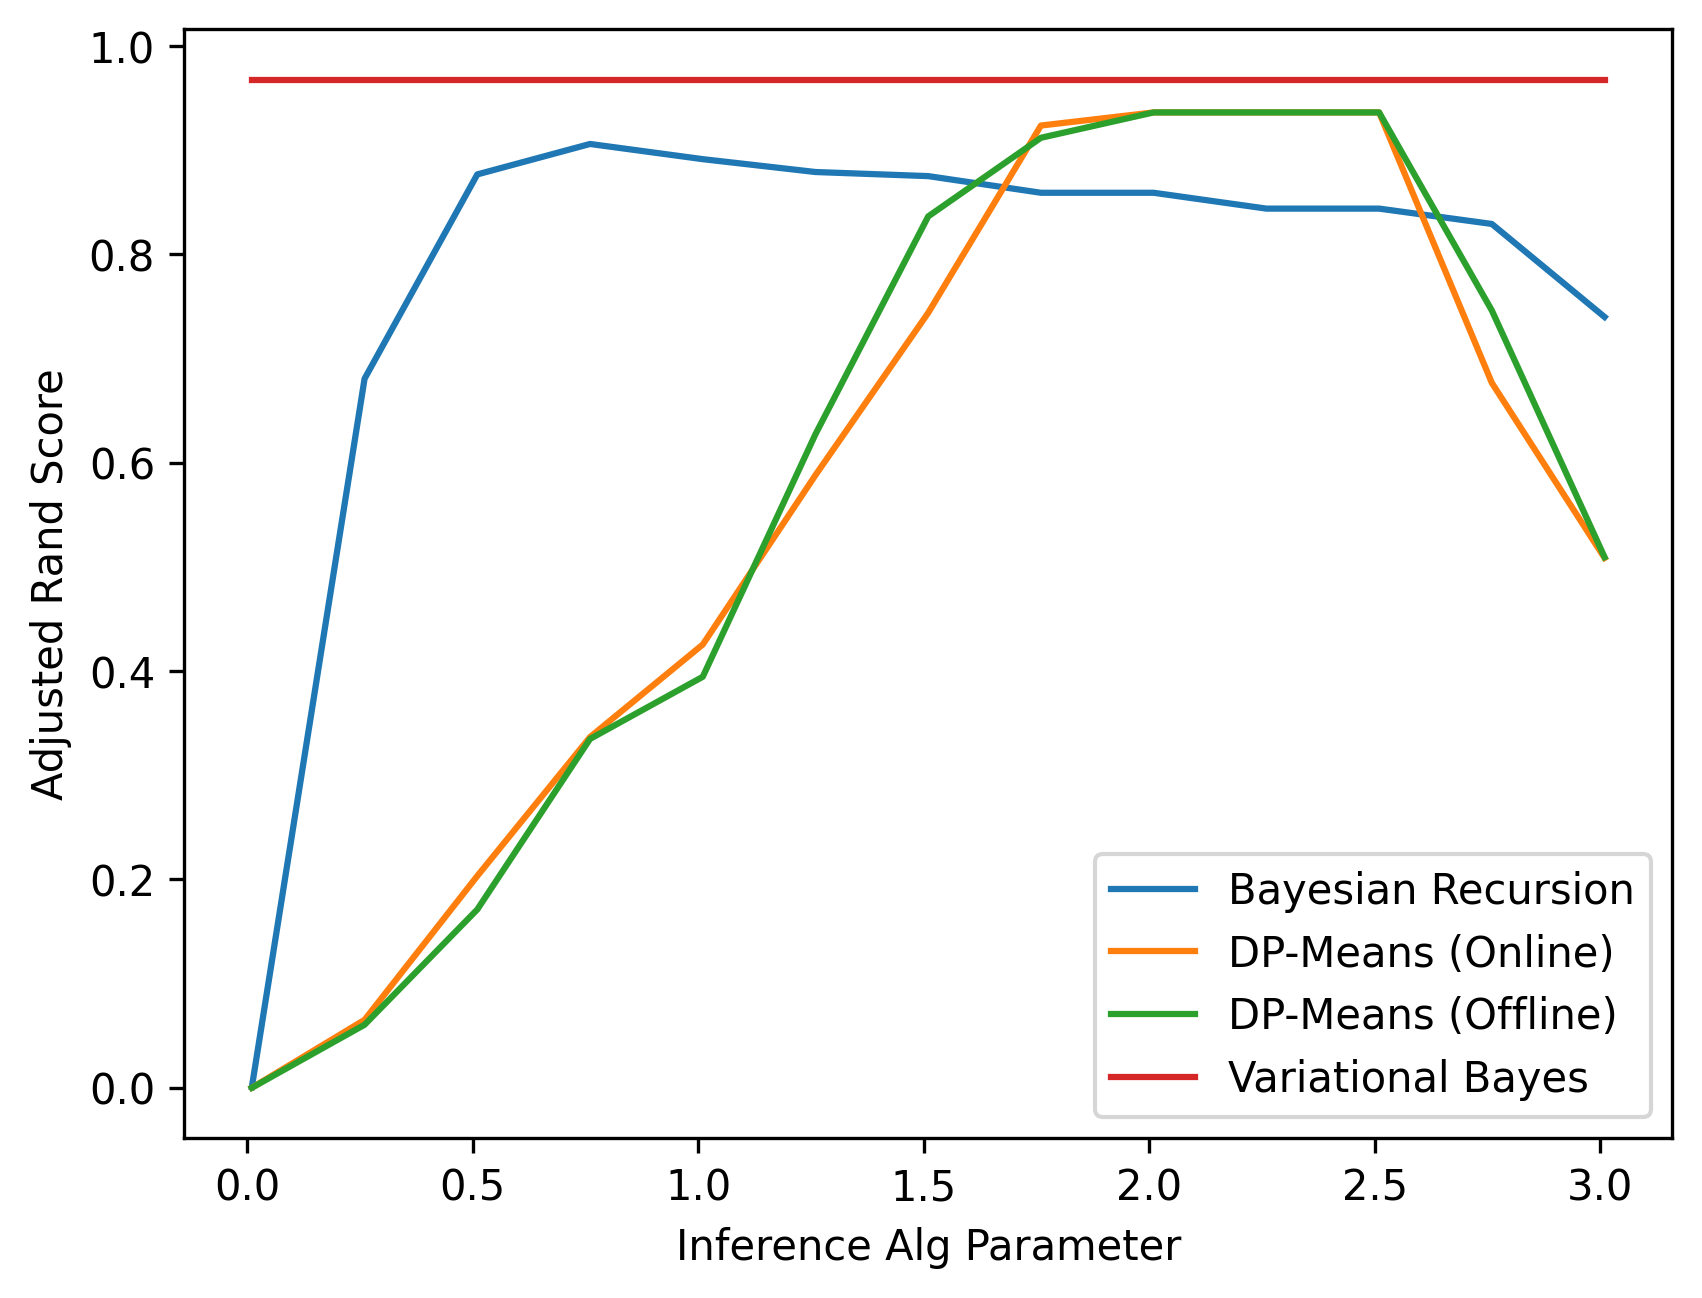 1.0
0.8
0.6
0.4
0.2
0.0
Adjusted Rand Score
0.0 0.5 1.0 1.5 2.0 2.5 3.0
Inference Alg Parameter
Bayesian Recursion
DP-Means (Online)
DP-Means (Offline)
Variational Bayes